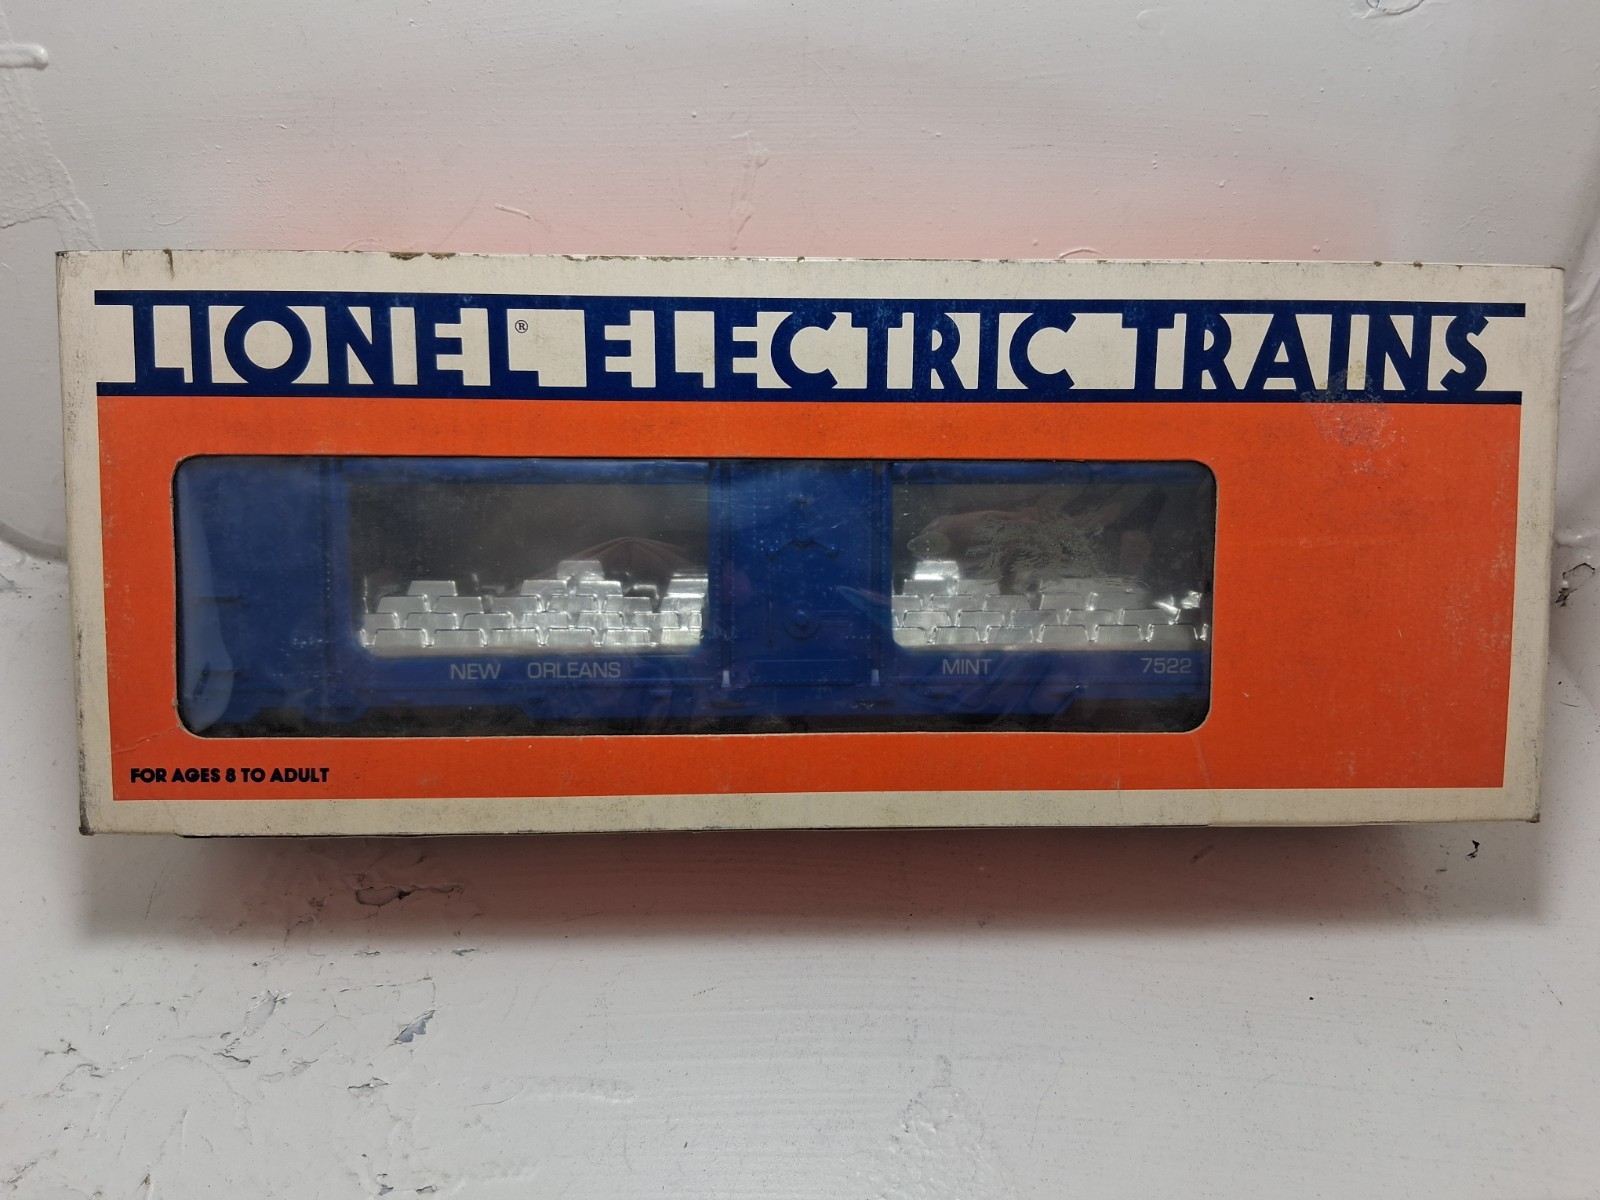 LIONEL® ELECTRIC TRAINS
NEW ORLEANS MINT 7522
FOR AGES 8 TO ADULT